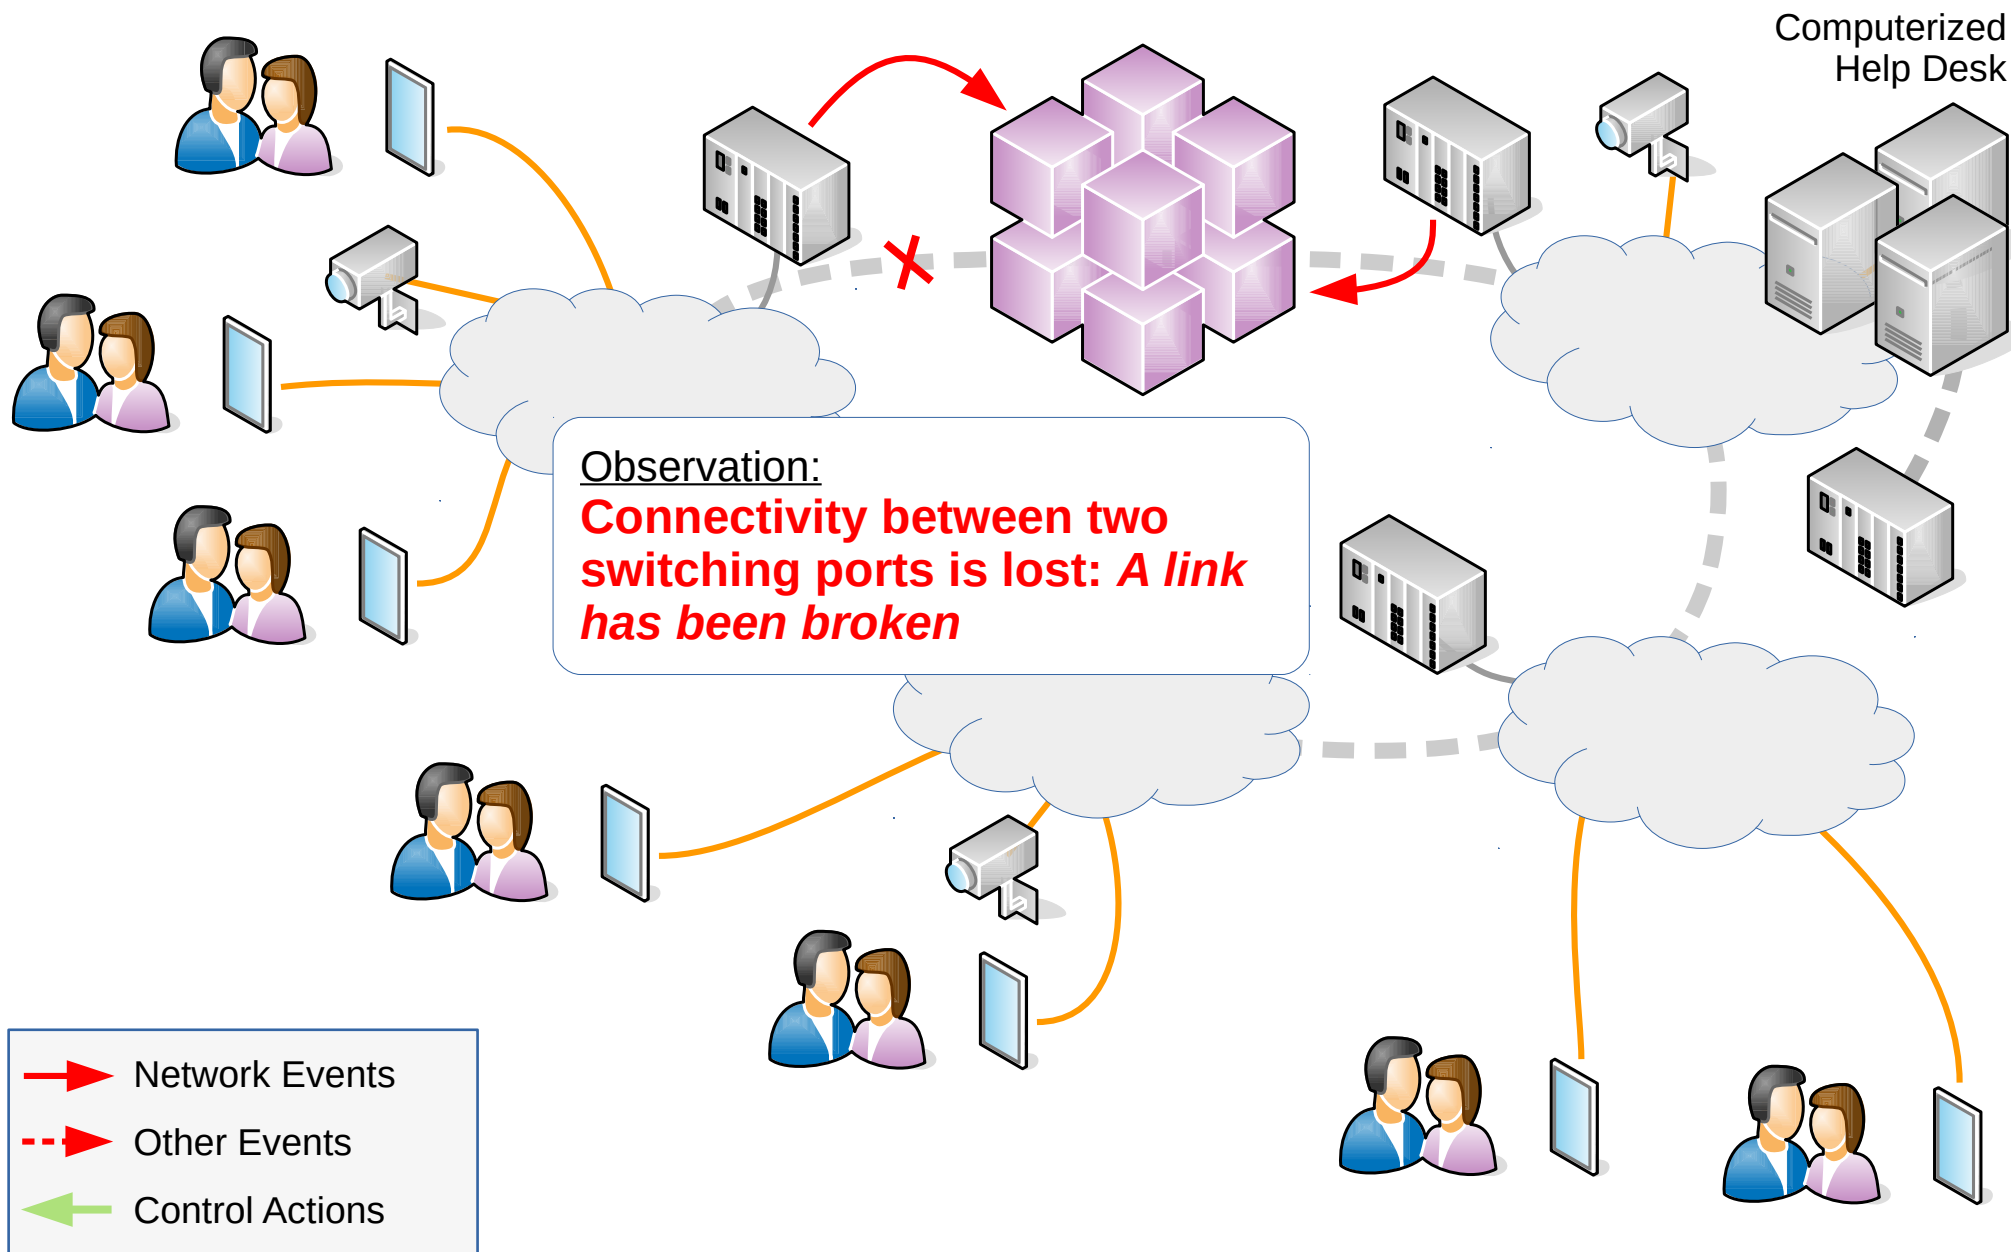 Computerized
Help Desk
Observation:
Connectivity between two
switching ports is lost: A link
has been broken
Network Events
Other Events
Control Actions